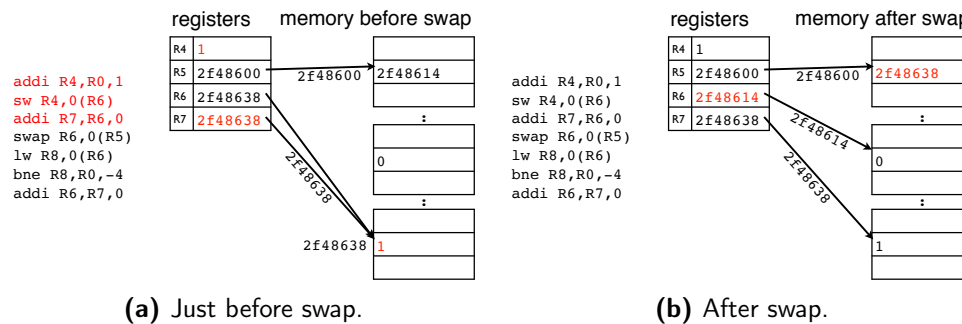 registers
memory before swap
R4 1
R5 2f48600
2f48600
2f48614
R6 2f48638
R7 2f48638
addi R4,R0,1
sw R4,0(R6)
addi R7,R6,0
swap R6,0(R5)
lw R8,0(R6)
bne R8,R0,-4
addi R6,R7,0
:
0
2f48638
:
2f48638
1
(a) Just before swap.
registers
memory after swap
R4 1
R5 2f48600
2f48600
2f48638
R6 2f48614
R7 2f48638
addi R4,R0,1
sw R4,0(R6)
addi R7,R6,0
swap R6,0(R5)
lw R8,0(R6)
bne R8,R0,-4
addi R6,R7,0
:
2f48614
0
2f48638
:
1
(b) After swap.